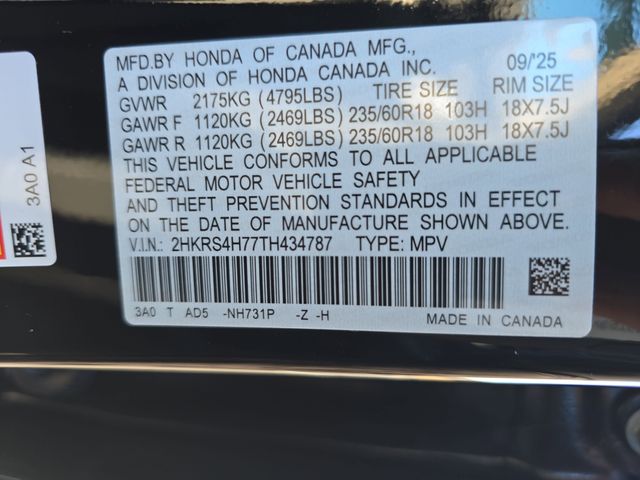 MFD.BY HONDA OF CANADA MFG.,
A DIVISION OF HONDA CANADA INC. 09/'25
GVWR 2175KG (4795LBS) TIRE SIZE RIM SIZE
GAWR F 1120KG (2469LBS) 235/60R18 103H 18X7.5J
GAWR R 1120KG (2469LBS) 235/60R18 103H 18X7.5J
THIS VEHICLE CONFORMS TO ALL APPLICABLE
FEDERAL MOTOR VEHICLE SAFETY
AND THEFT PREVENTION STANDARDS IN EFFECT
ON THE DATE OF MANUFACTURE SHOWN ABOVE.
V.I.N.: 2HKRS4H77TH434787 TYPE: MPV
3A0 T AD5 -NH731P -Z -H MADE IN CANADA
3A0 A1